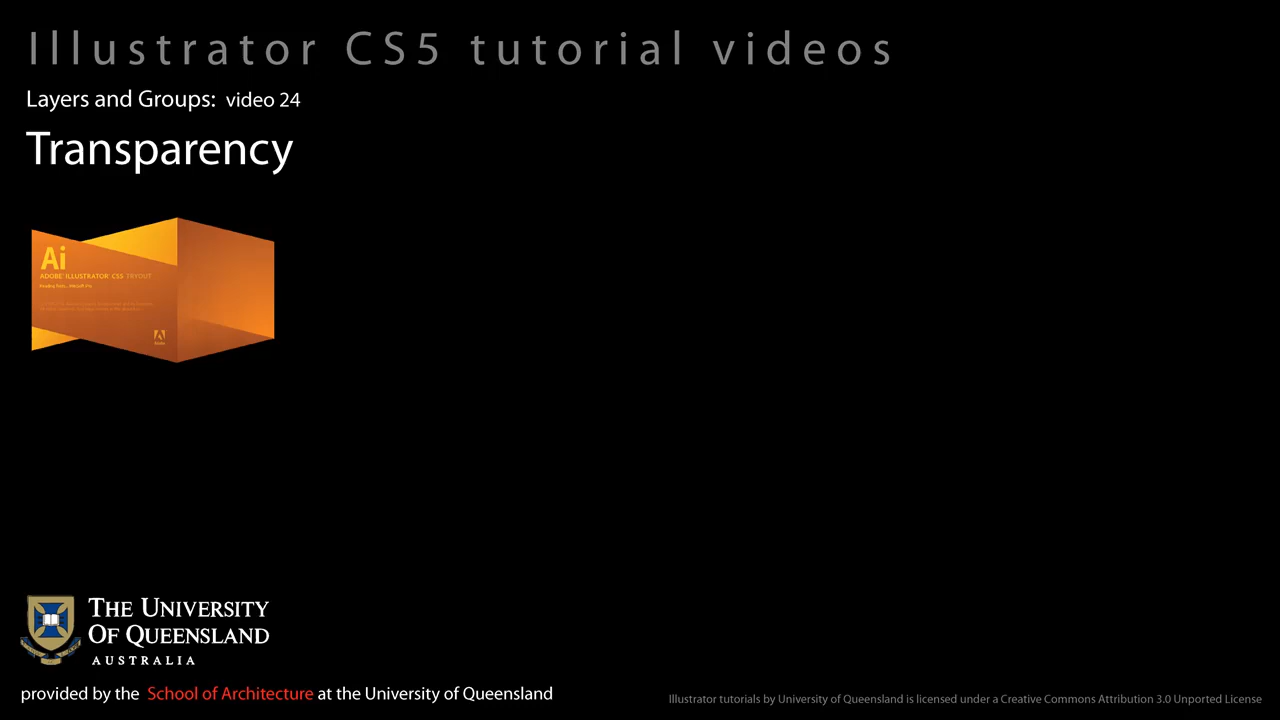 Illustrator CS5 tutorial videos
Layers and Groups: video 24
Transparency
Ai
ADOBE® ILLUSTRATOR® CS5 TRYOUT
Adobe
THE UNIVERSITY
OF QUEENSLAND
AUSTRALIA
provided by the School of Architecture at the University of Queensland
Illustrator tutorials by University of Queensland is licensed under a Creative Commons Attribution 3.0 Unported License